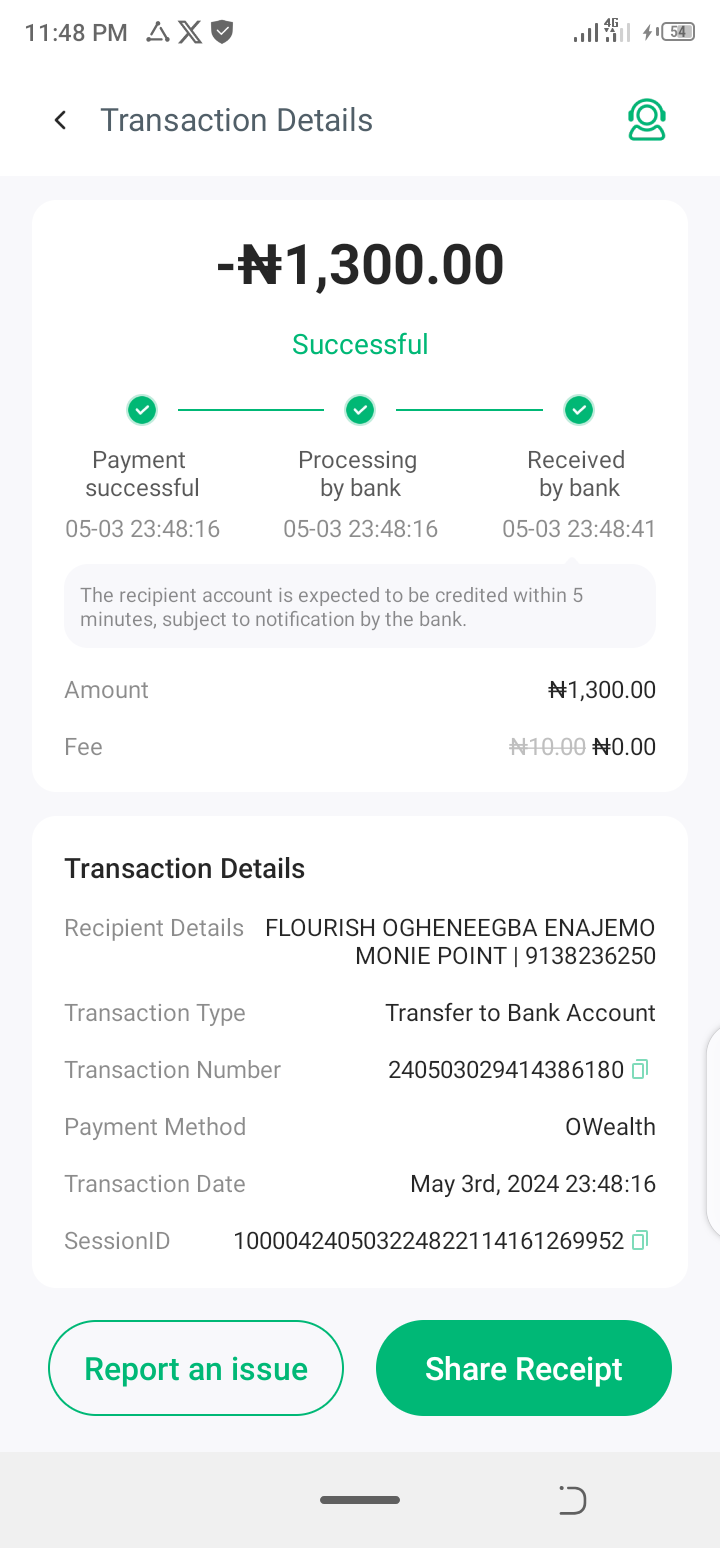 11:48 PM 4G 54
Transaction Details
-₦1,300.00
Successful
Payment successful
Processing by bank
Received by bank
05-03 23:48:16 05-03 23:48:16 05-03 23:48:41
The recipient account is expected to be credited within 5
minutes, subject to notification by the bank.
Amount ₦1,300.00
Fee ₦10.00 ₦0.00
Transaction Details
Recipient Details FLOURISH OGHENEEGBA ENAJEMO
MONIE POINT | 9138236250
Transaction Type Transfer to Bank Account
Transaction Number 240503029414386180
Payment Method OWealth
Transaction Date May 3rd, 2024 23:48:16
SessionID 100004240503224822114161269952
Report an issue Share Receipt